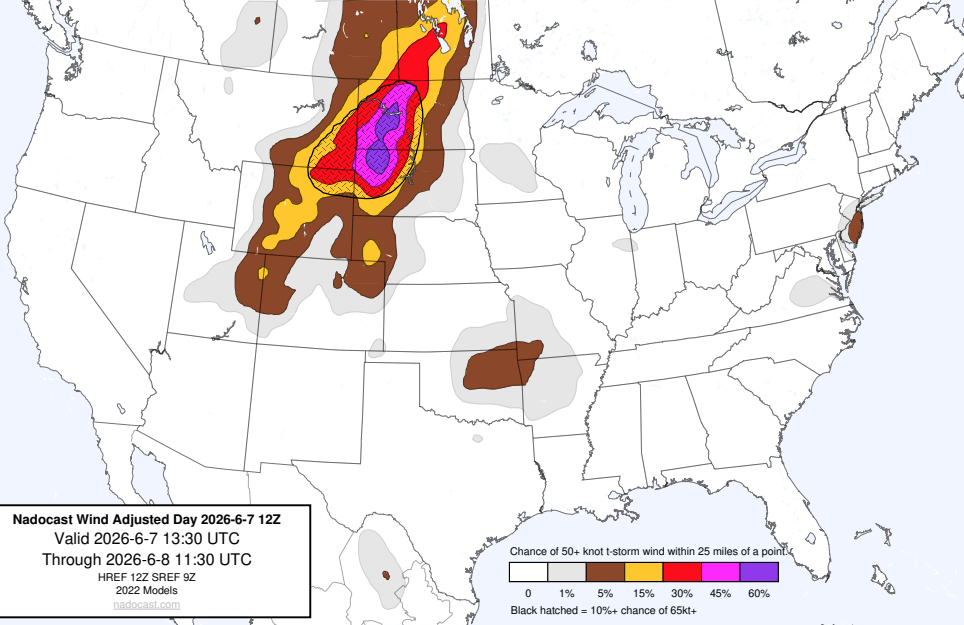 Nadocast Wind Adjusted Day 2026-6-7 12Z
Valid 2026-6-7 13:30 UTC
Through 2026-6-8 11:30 UTC
HREF 12Z SREF 9Z
2022 Models
nadocast.com
Chance of 50+ knot t-storm wind within 25 miles of a point.
0 1% 5% 15% 30% 45% 60%
Black hatched = 10%+ chance of 65kt+